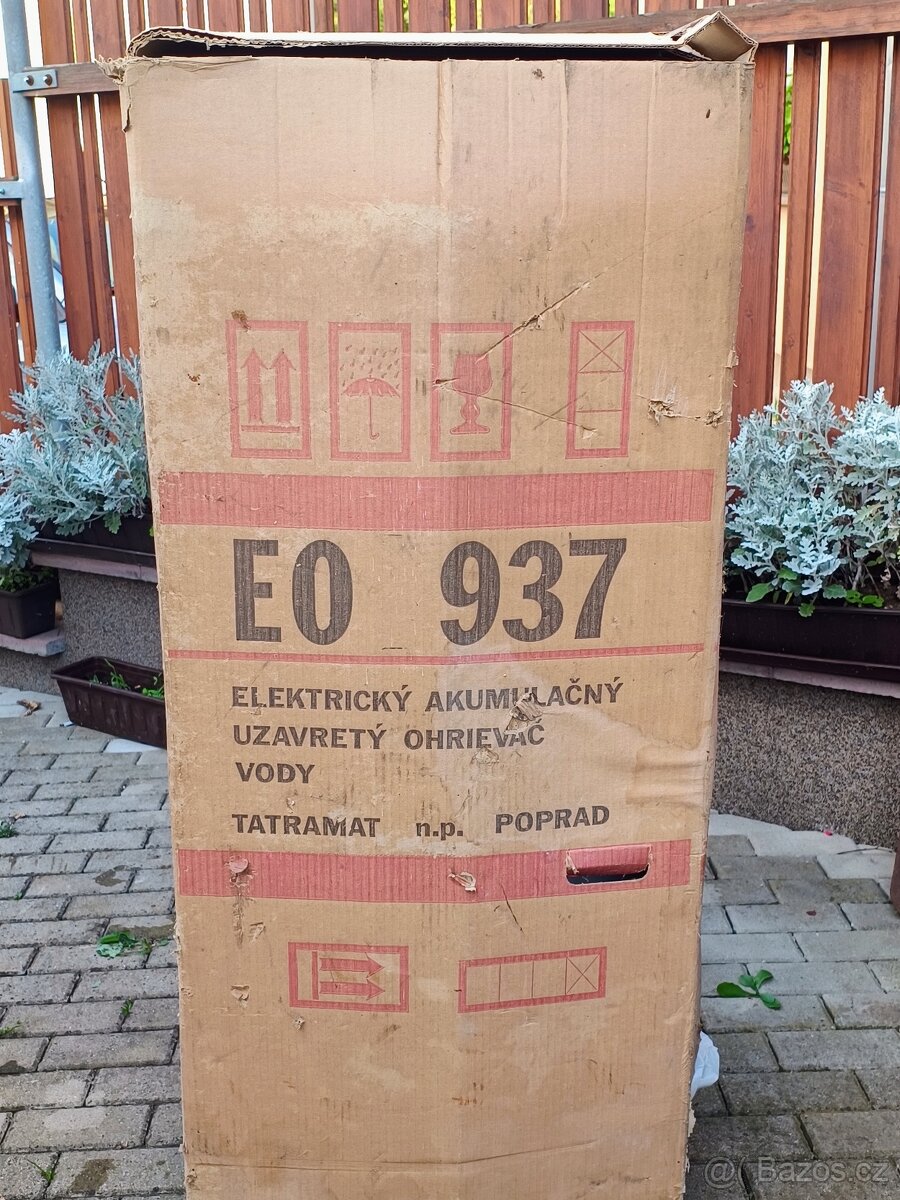 EO 937
ELEKTRICKÝ AKUMULAČNÝ
UZAVRETÝ OHRIEVAČ
VODY
TATRAMAT n.p. POPRAD
@ Bazos.cz